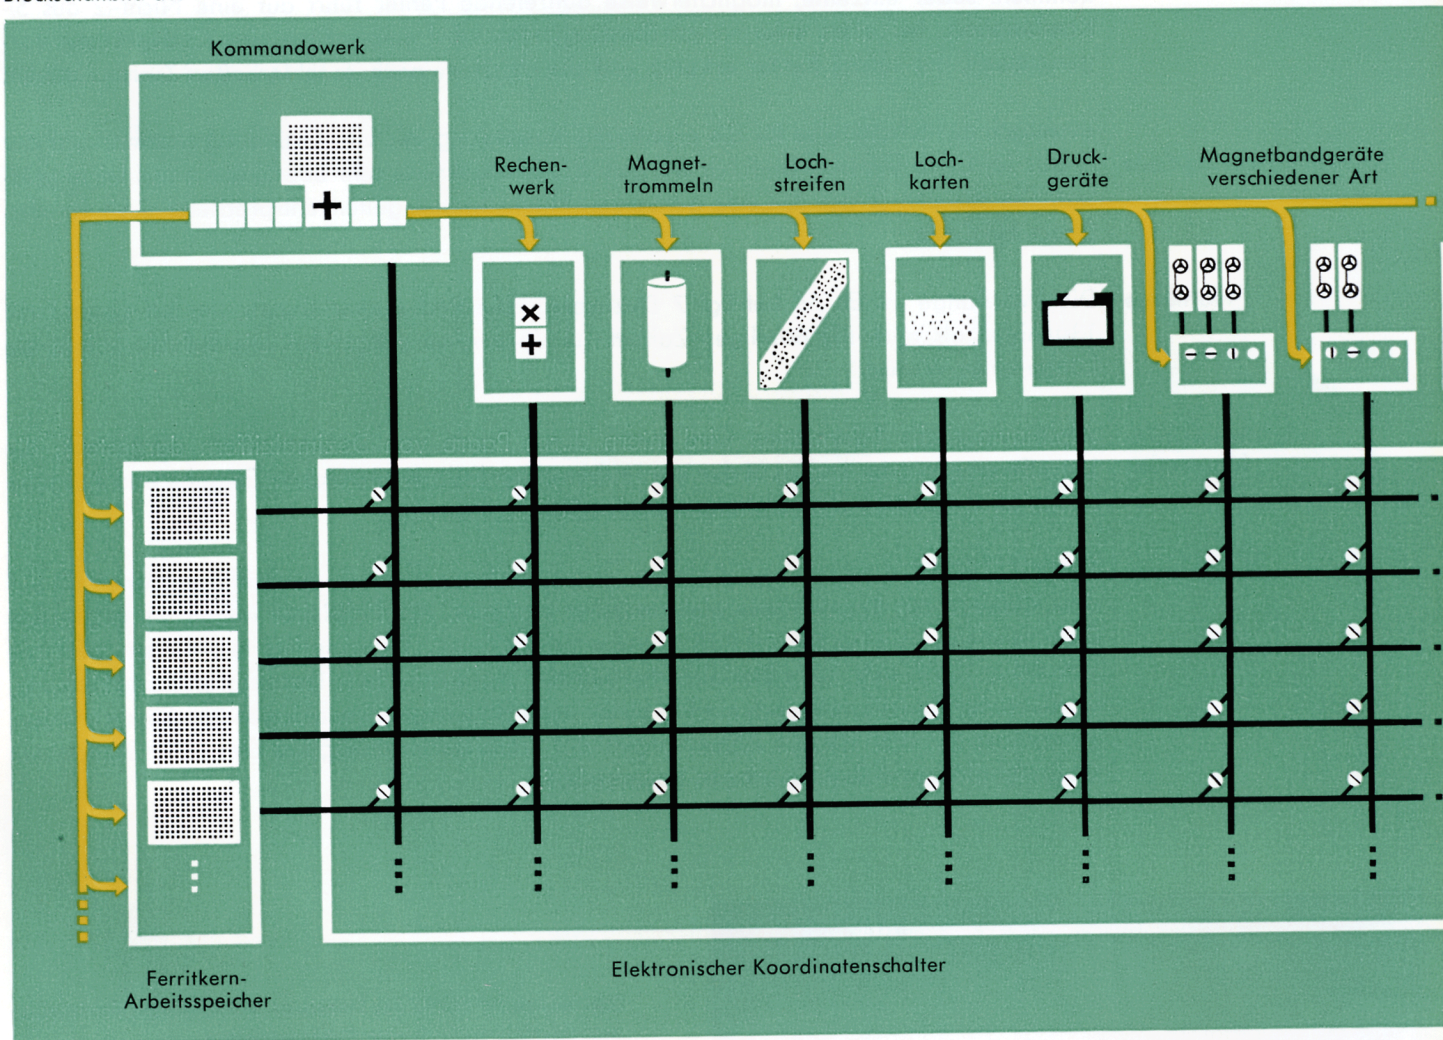 Kommandowerk
Rechen-
werk
Magnet-
trommeln
Loch-
streifen
Loch-
karten
Druck-
geräte
Magnetbandgeräte
verschiedener Art
Ferritkern-
Arbeitsspeicher
Elektronischer Koordinatenschalter